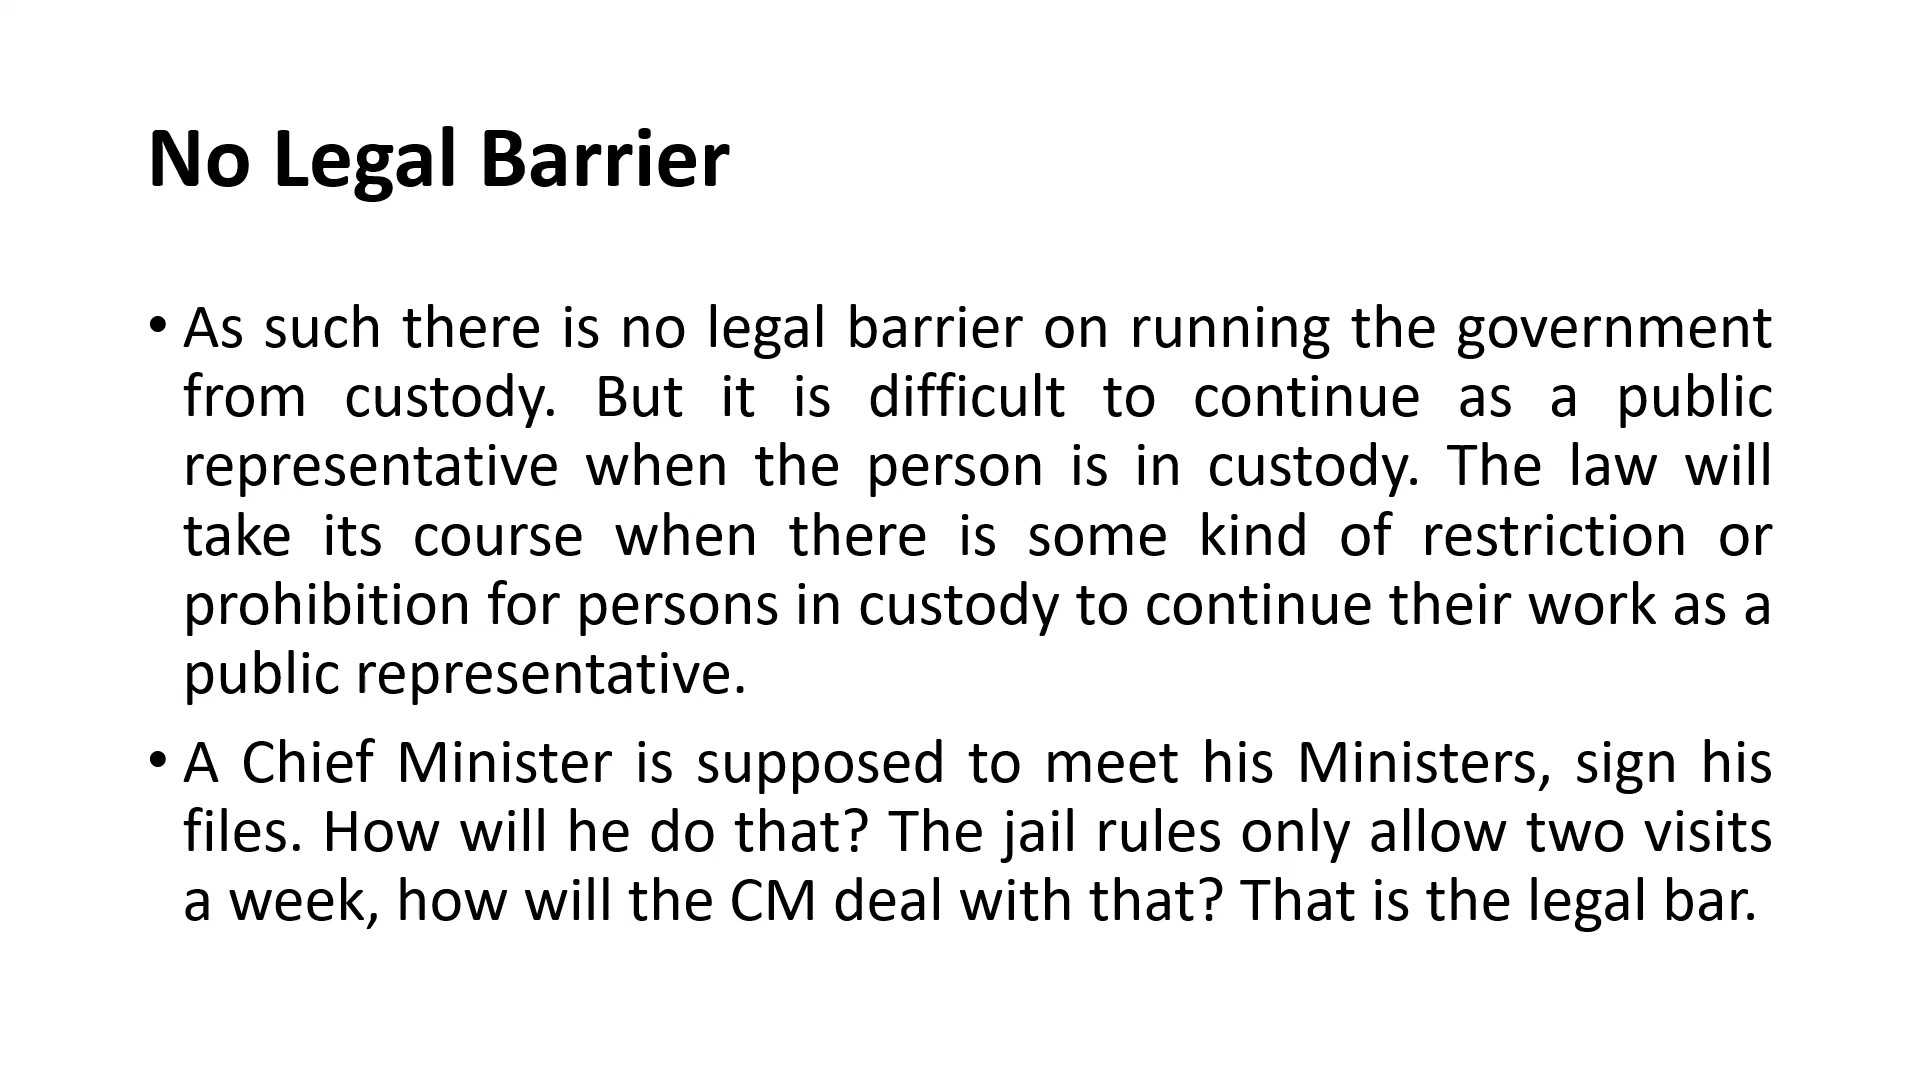 No Legal Barrier
• As such there is no legal barrier on running the government
from custody. But it is difficult to continue as a public
representative when the person is in custody. The law will
take its course when there is some kind of restriction or
prohibition for persons in custody to continue their work as a
public representative.
• A Chief Minister is supposed to meet his Ministers, sign his
files. How will he do that? The jail rules only allow two visits
a week, how will the CM deal with that? That is the legal bar.